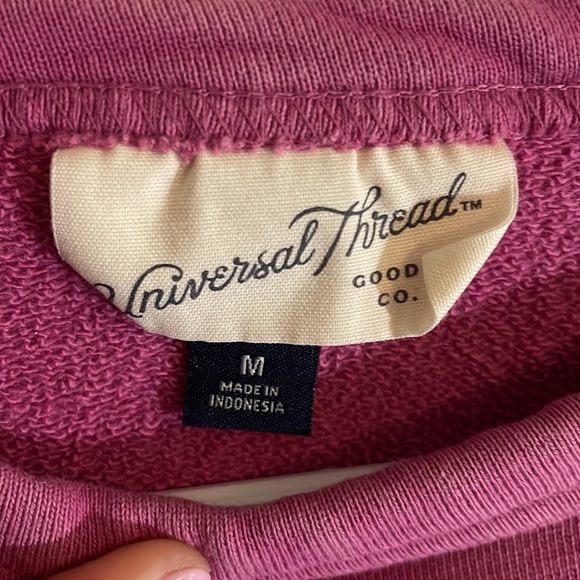 Universal Thread™
GOOD
CO.
M
MADE IN
INDONESIA